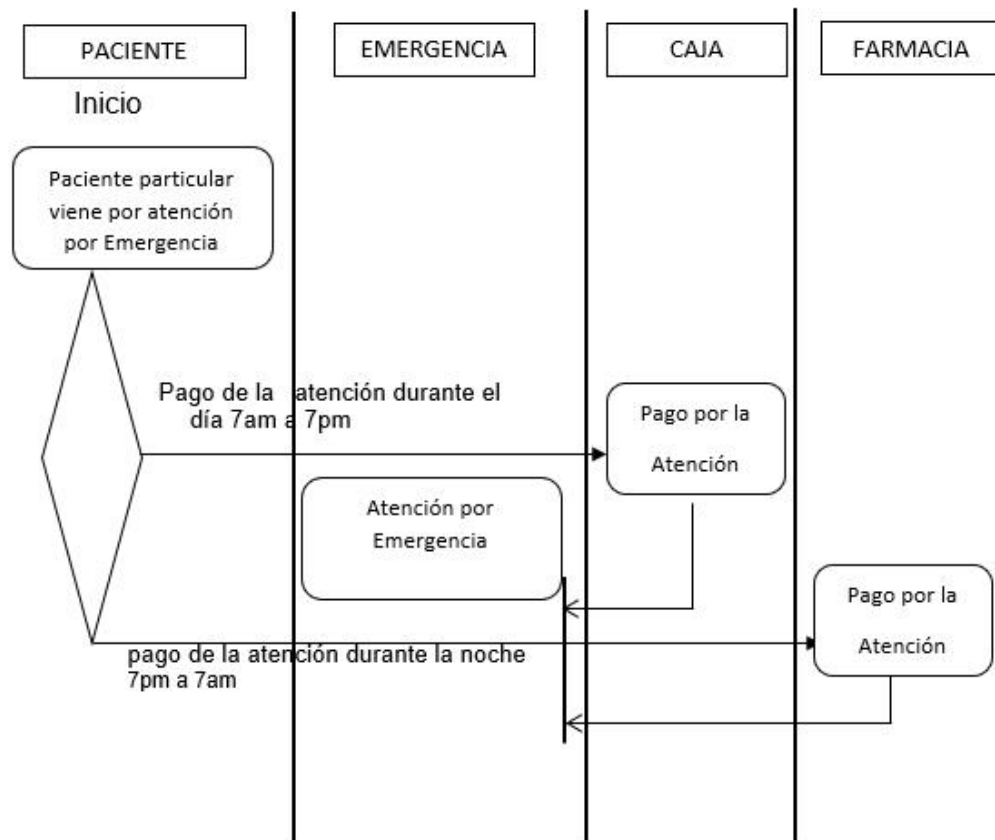 PACIENTE
EMERGENCIA
CAJA
FARMACIA
Inicio
Paciente particular
viene por atención
por Emergencia
Pago de la atención durante el
día 7am a 7pm
Pago por la
Atención
Atención por
Emergencia
Pago por la
Atención
pago de la atención durante la noche
7pm a 7am